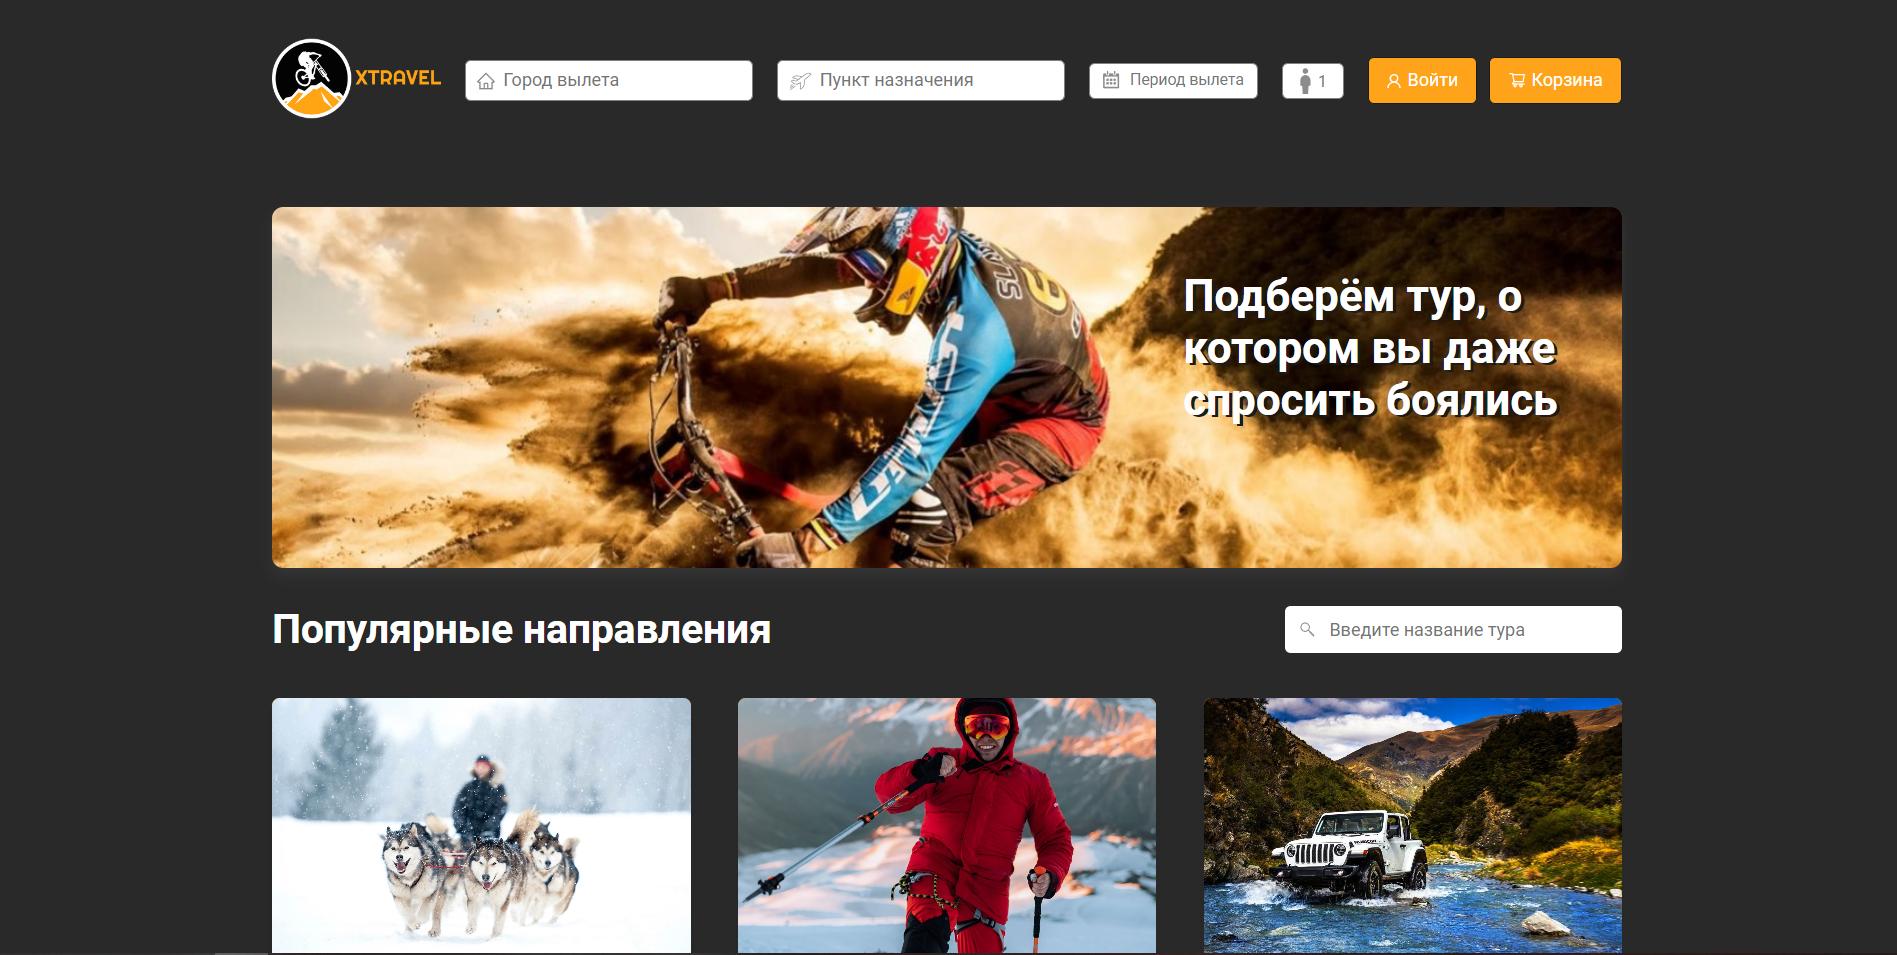 XTRAVEL
Город вылета
Пункт назначения
Период вылета
1
Войти
Корзина
Подберём тур, о
котором вы даже
спросить боялись
Популярные направления
Введите название тура